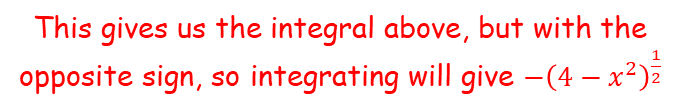 This gives us the integral above, but with the
opposite sign, so integrating will give −(4 − x²)^{1/2}